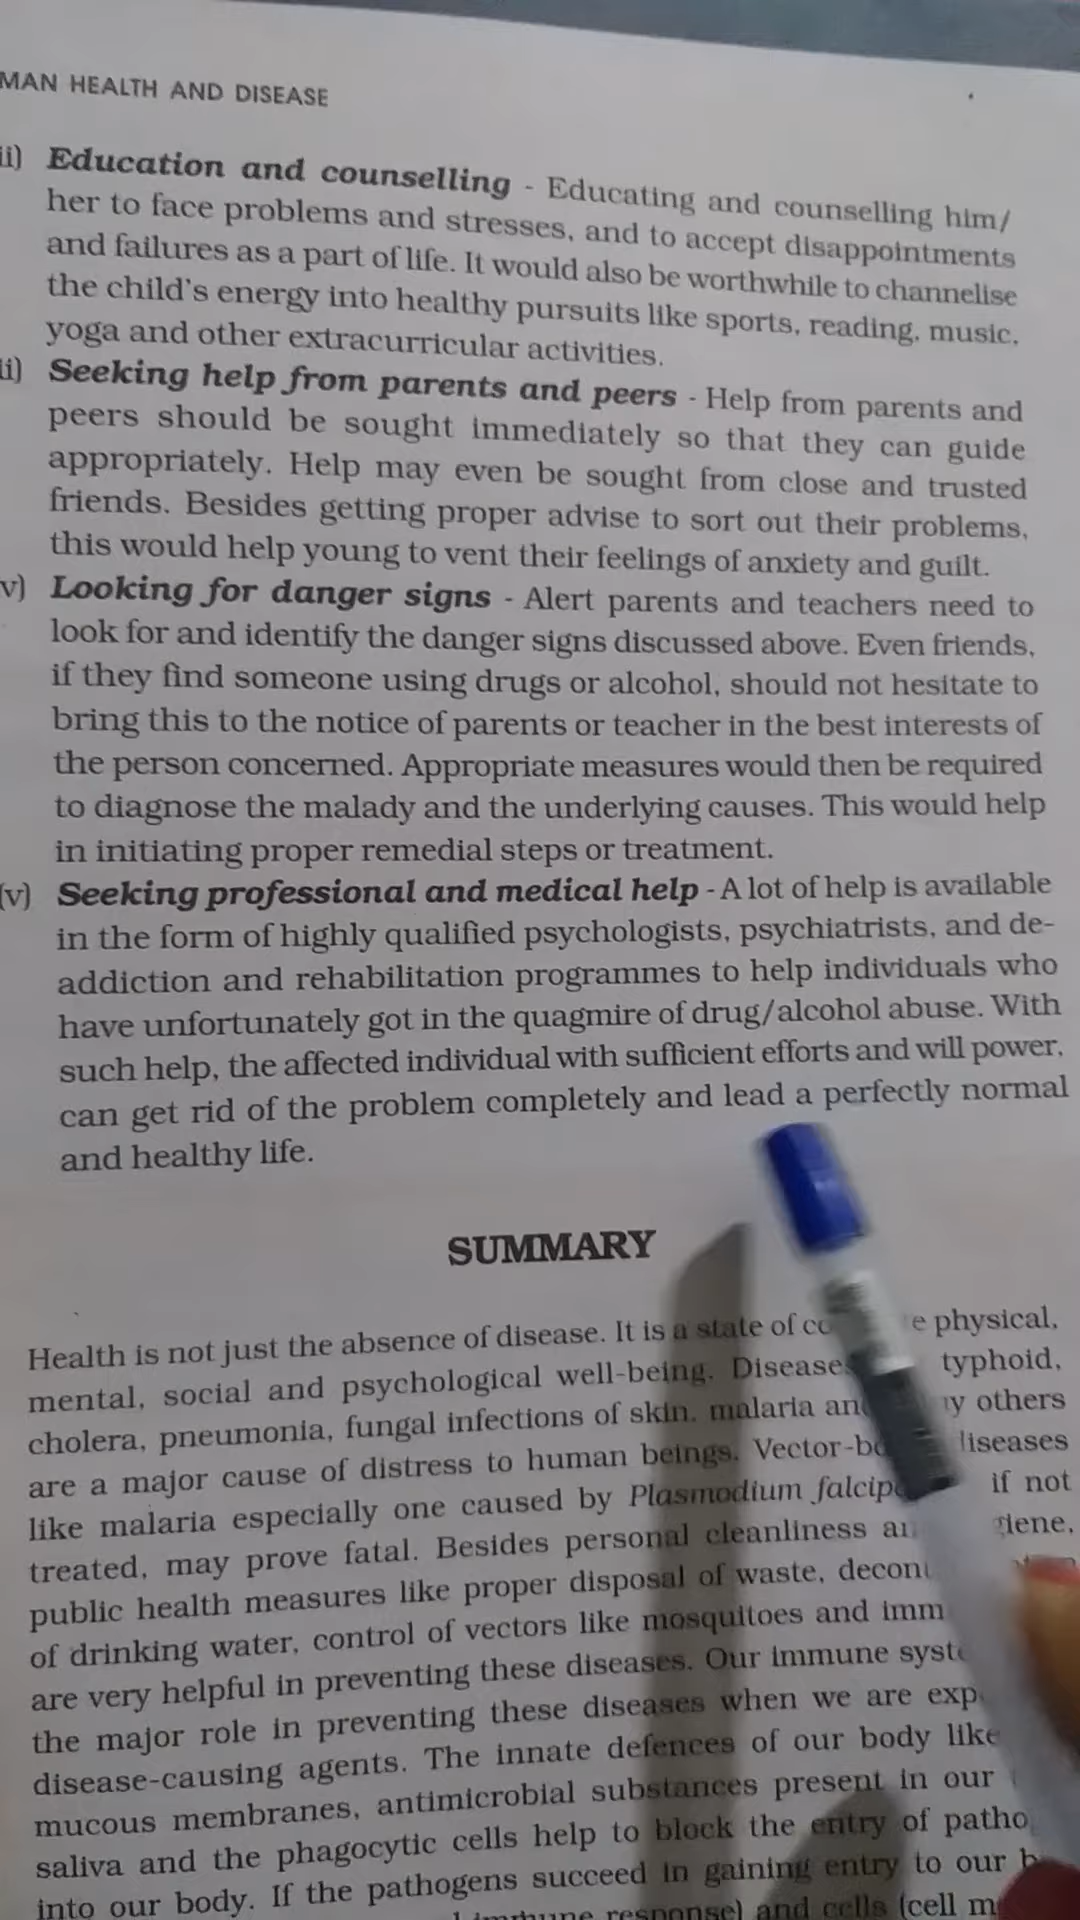 MAN HEALTH AND DISEASE
ii) Education and counselling - Educating and counselling him/
her to face problems and stresses, and to accept disappointments
and failures as a part of life. It would also be worthwhile to channelise
the child's energy into healthy pursuits like sports, reading, music,
yoga and other extracurricular activities.
ii) Seeking help from parents and peers - Help from parents and
peers should be sought immediately so that they can guide
appropriately. Help may even be sought from close and trusted
friends. Besides getting proper advise to sort out their problems,
this would help young to vent their feelings of anxiety and guilt.
v) Looking for danger signs - Alert parents and teachers need to
look for and identify the danger signs discussed above. Even friends,
if they find someone using drugs or alcohol, should not hesitate to
bring this to the notice of parents or teacher in the best interests of
the person concerned. Appropriate measures would then be required
to diagnose the malady and the underlying causes. This would help
in initiating proper remedial steps or treatment.
(v) Seeking professional and medical help - A lot of help is available
in the form of highly qualified psychologists, psychiatrists, and de-
addiction and rehabilitation programmes to help individuals who
have unfortunately got in the quagmire of drug/alcohol abuse. With
such help, the affected individual with sufficient efforts and will power,
can get rid of the problem completely and lead a perfectly normal
and healthy life.
SUMMARY
Health is not just the absence of disease. It is a state of physical,
mental, social and psychological well-being. typhoid,
cholera, pneumonia, fungal infections of skin, malaria others
are a major cause of distress to human beings. diseases
like malaria especially one caused by Plasmodium if not
treated, may prove fatal. Besides personal cleanliness
public health measures like proper disposal of waste,
of drinking water, control of vectors like mosquitoes and
are very helpful in preventing these diseases. Our immune
the major role in preventing these diseases when we are
disease-causing agents. The innate defences of our body like
mucous membranes, antimicrobial substances present in our
saliva and the phagocytic cells help to block the entry of
into our body. If the pathogens succeed in gaining entry to our
response) and cells (cell